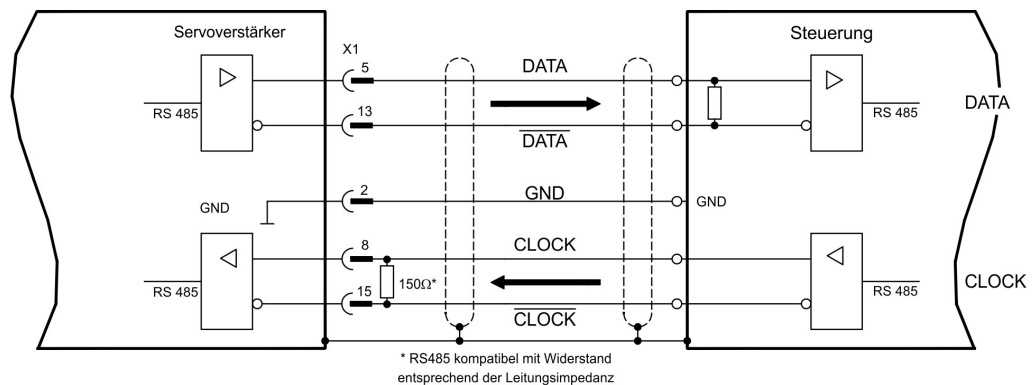 Servoverstärker
Steuerung
X1
5
DATA
RS 485
13
RS 485
DATA
DATA
2
GND
GND
GND
8
CLOCK
RS 485
150Ω*
15
RS 485
CLOCK
CLOCK
* RS485 kompatibel mit Widerstand
entsprechend der Leitungsimpedanz